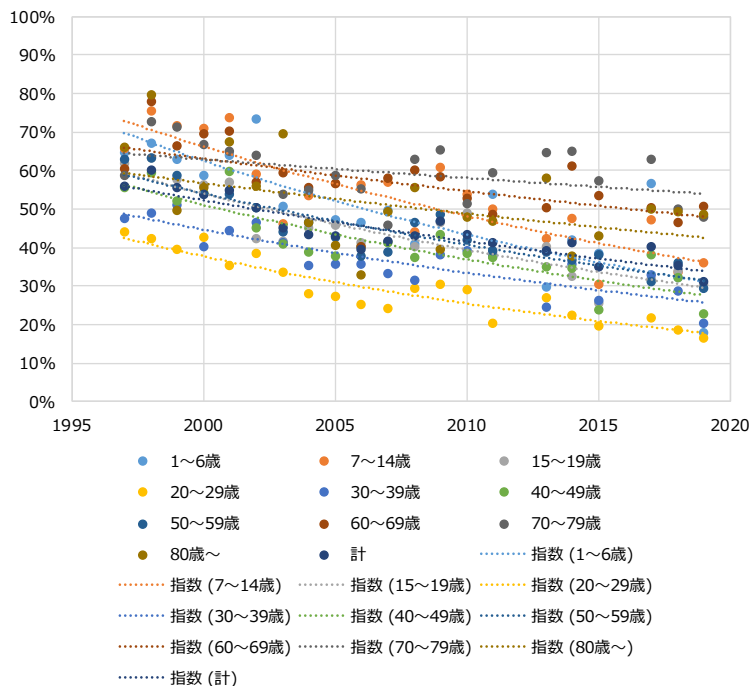 100%
90%
80%
70%
60%
50%
40%
30%
20%
10%
0%
1995 2000 2005 2010 2015 2020
1～6歳 7～14歳 15～19歳
20～29歳 30～39歳 40～49歳
50～59歳 60～69歳 70～79歳
80歳～ 計 指数 (1～6歳)
指数 (7～14歳) 指数 (15～19歳) 指数 (20～29歳)
指数 (30～39歳) 指数 (40～49歳) 指数 (50～59歳)
指数 (60～69歳) 指数 (70～79歳) 指数 (80歳～)
指数 (計)